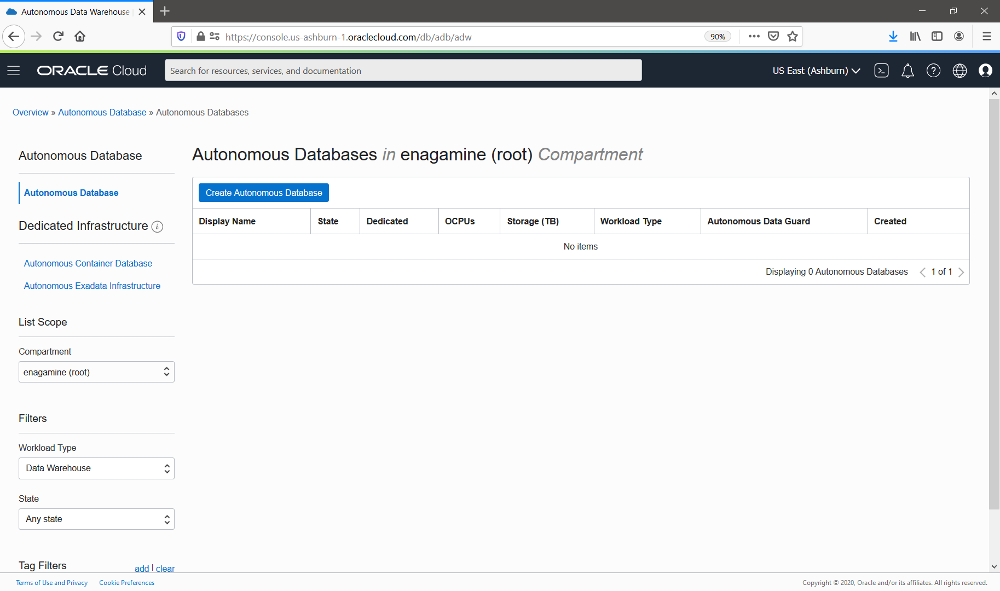 Autonomous Data Warehouse
https://console.us-ashburn-1.oraclecloud.com/db/adb/adw
90%
ORACLE Cloud
Search for resources, services, and documentation
US East (Ashburn)
Overview » Autonomous Database » Autonomous Databases
Autonomous Database
Autonomous Database
Dedicated Infrastructure
Autonomous Container Database
Autonomous Exadata Infrastructure
List Scope
Compartment
enagamine (root)
Filters
Workload Type
Data Warehouse
State
Any state
Tag Filters
add | clear
Autonomous Databases in enagamine (root) Compartment
Create Autonomous Database
Display Name State Dedicated OCPUs Storage (TB) Workload Type Autonomous Data Guard Created
No items
Displaying 0 Autonomous Databases < 1 of 1 >
Terms of Use and Privacy Cookie Preferences
Copyright © 2020, Oracle and/or its affiliates. All rights reserved.